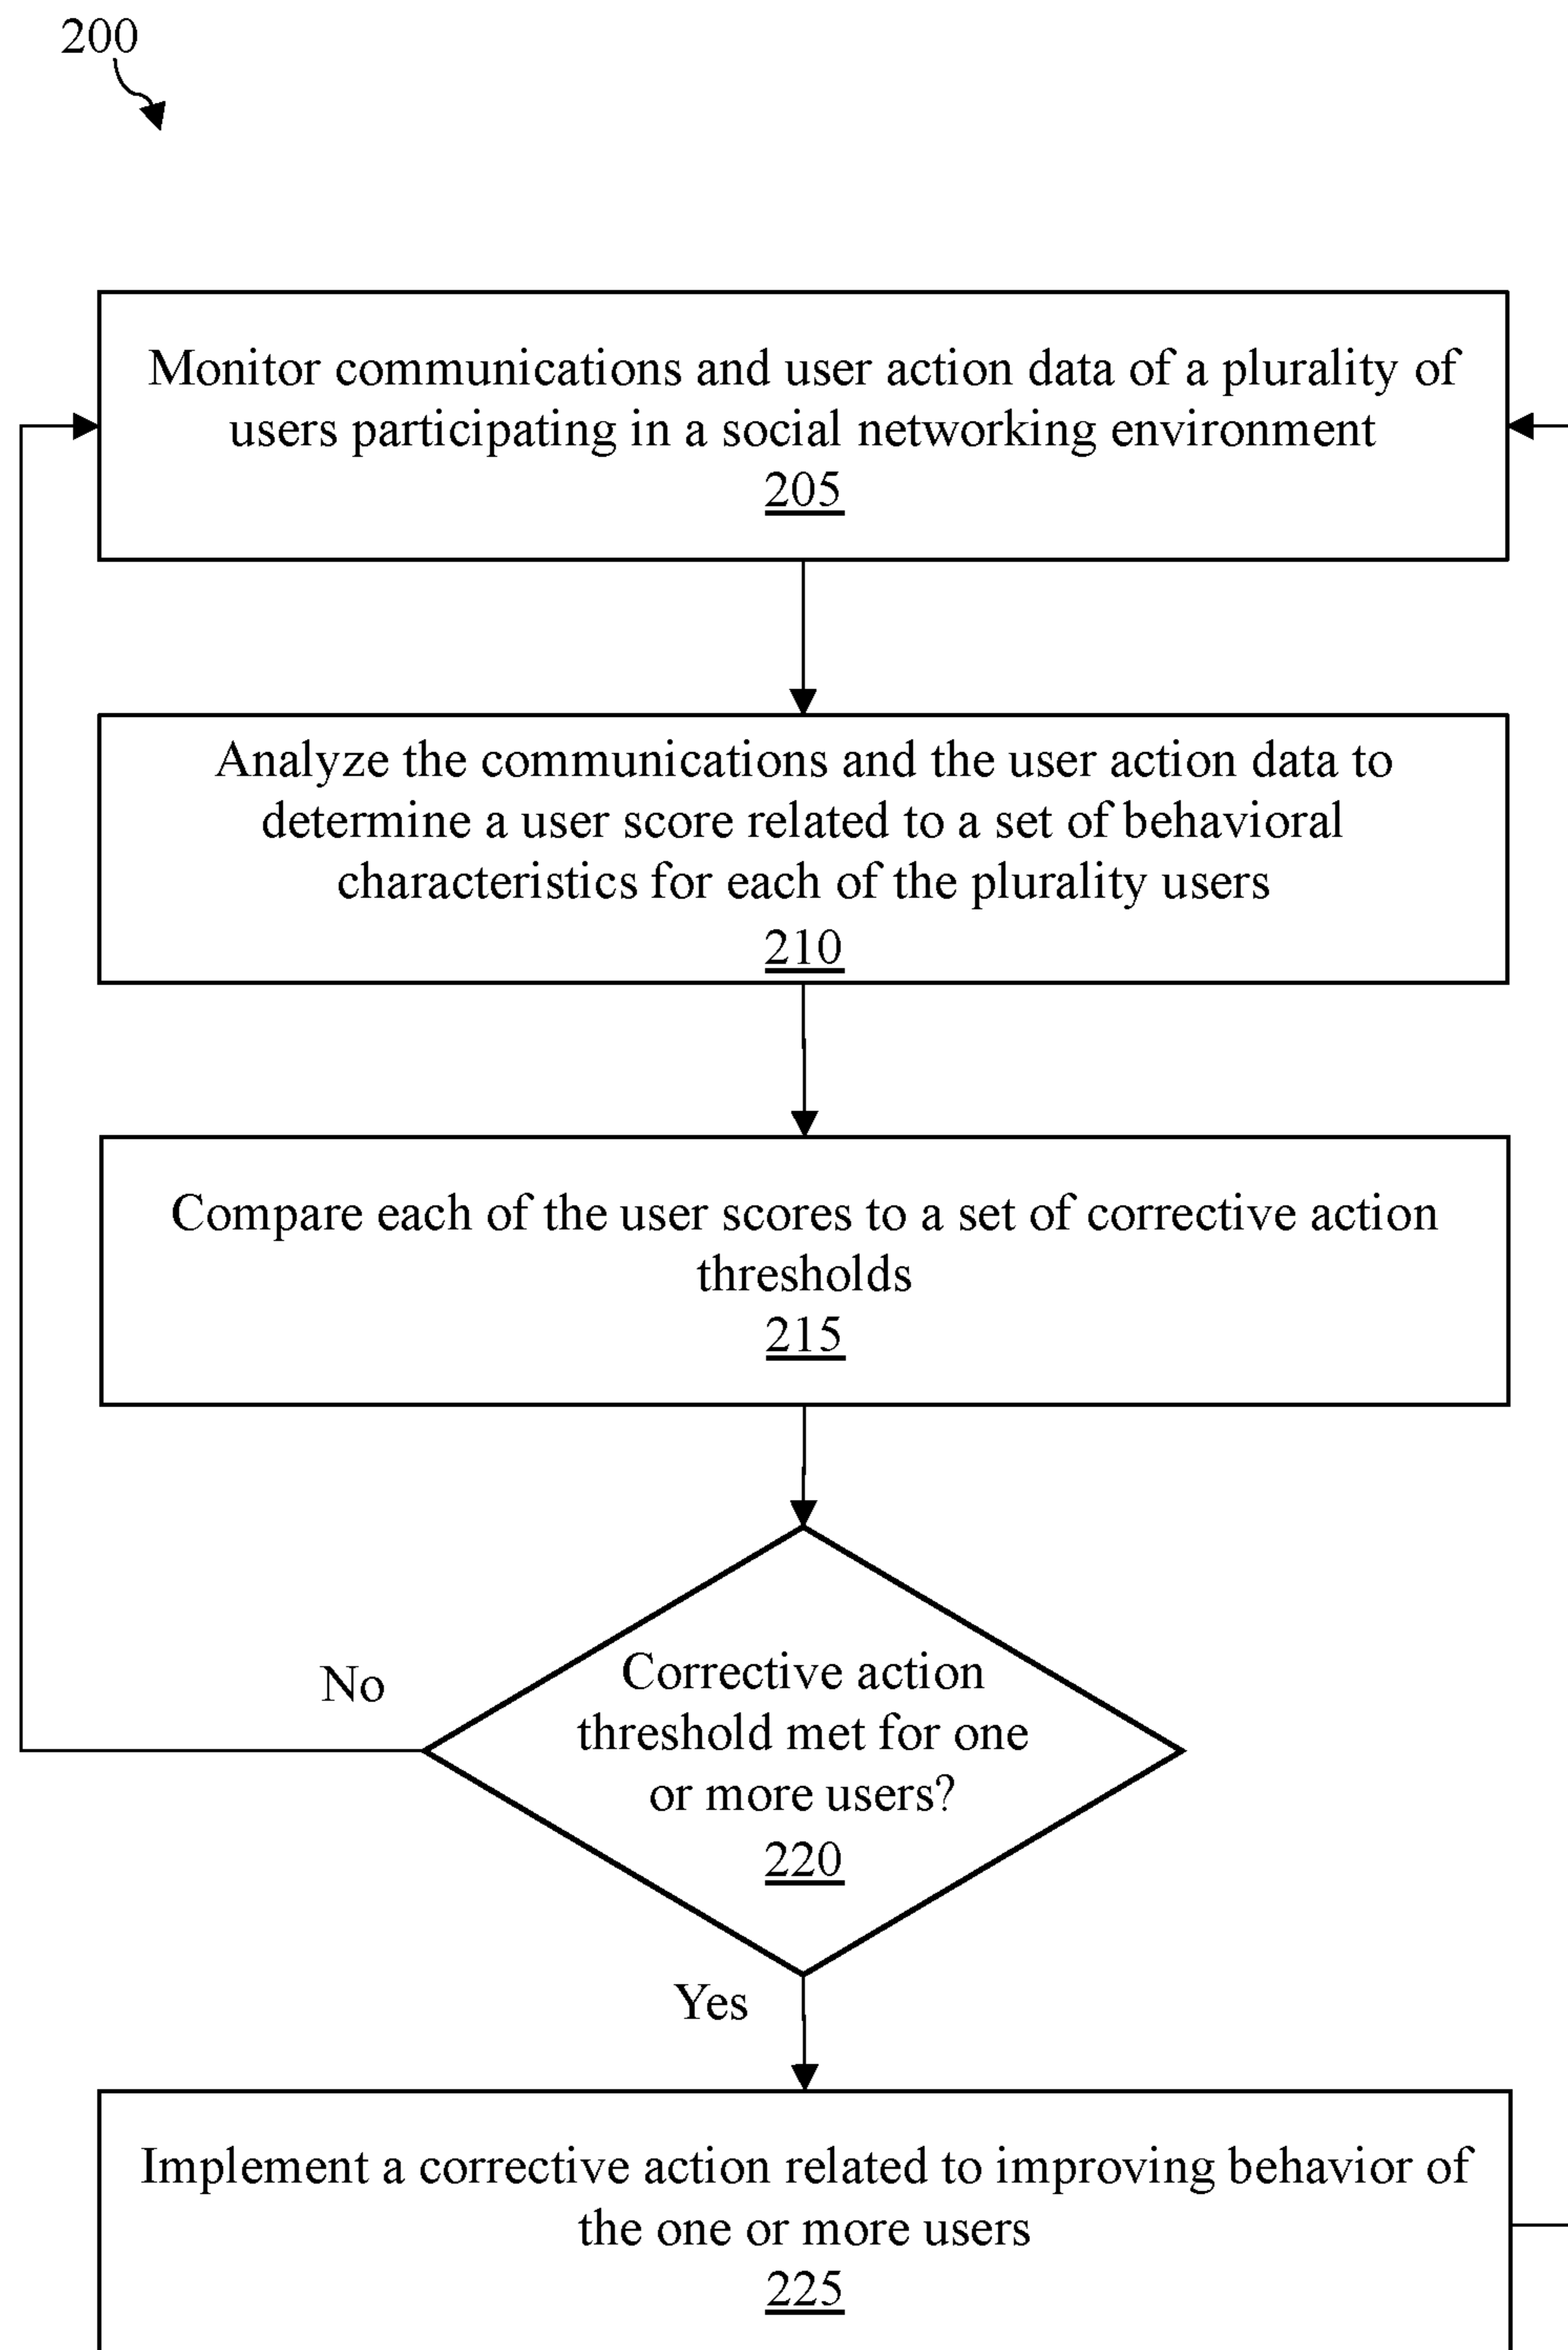 200
Monitor communications and user action data of a plurality of
users participating in a social networking environment
205
Analyze the communications and the user action data to
determine a user score related to a set of behavioral
characteristics for each of the plurality users
210
Compare each of the user scores to a set of corrective action
thresholds
215
No
Corrective action
threshold met for one
or more users?
220
Yes
Implement a corrective action related to improving behavior of
the one or more users
225